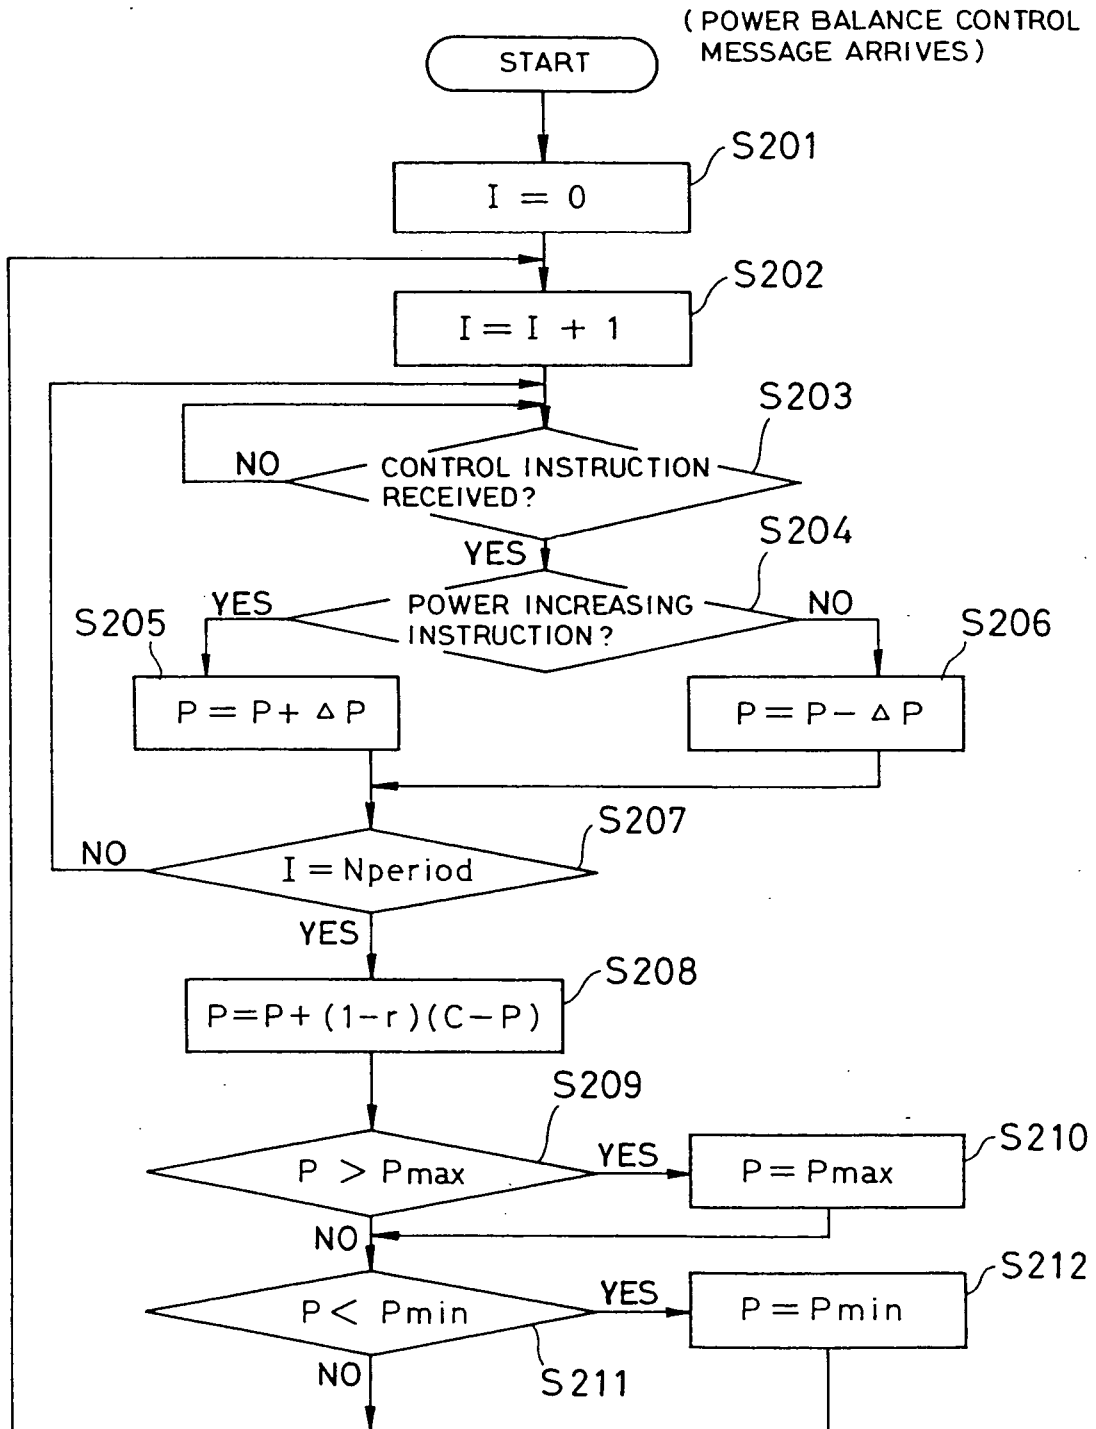 (POWER BALANCE CONTROL
MESSAGE ARRIVES)
START
S201
I = 0
S202
I = I + 1
S203
NO
CONTROL INSTRUCTION
RECEIVED?
YES
S204
YES
POWER INCREASING
INSTRUCTION?
NO
S205
S206
P = P + △P
P = P − △P
S207
NO
I = Nperiod
YES
S208
P=P+(1−r)(C−P)
S209
P > Pmax
YES
S210
P = Pmax
NO
S212
P < Pmin
YES
P = Pmin
NO
S211